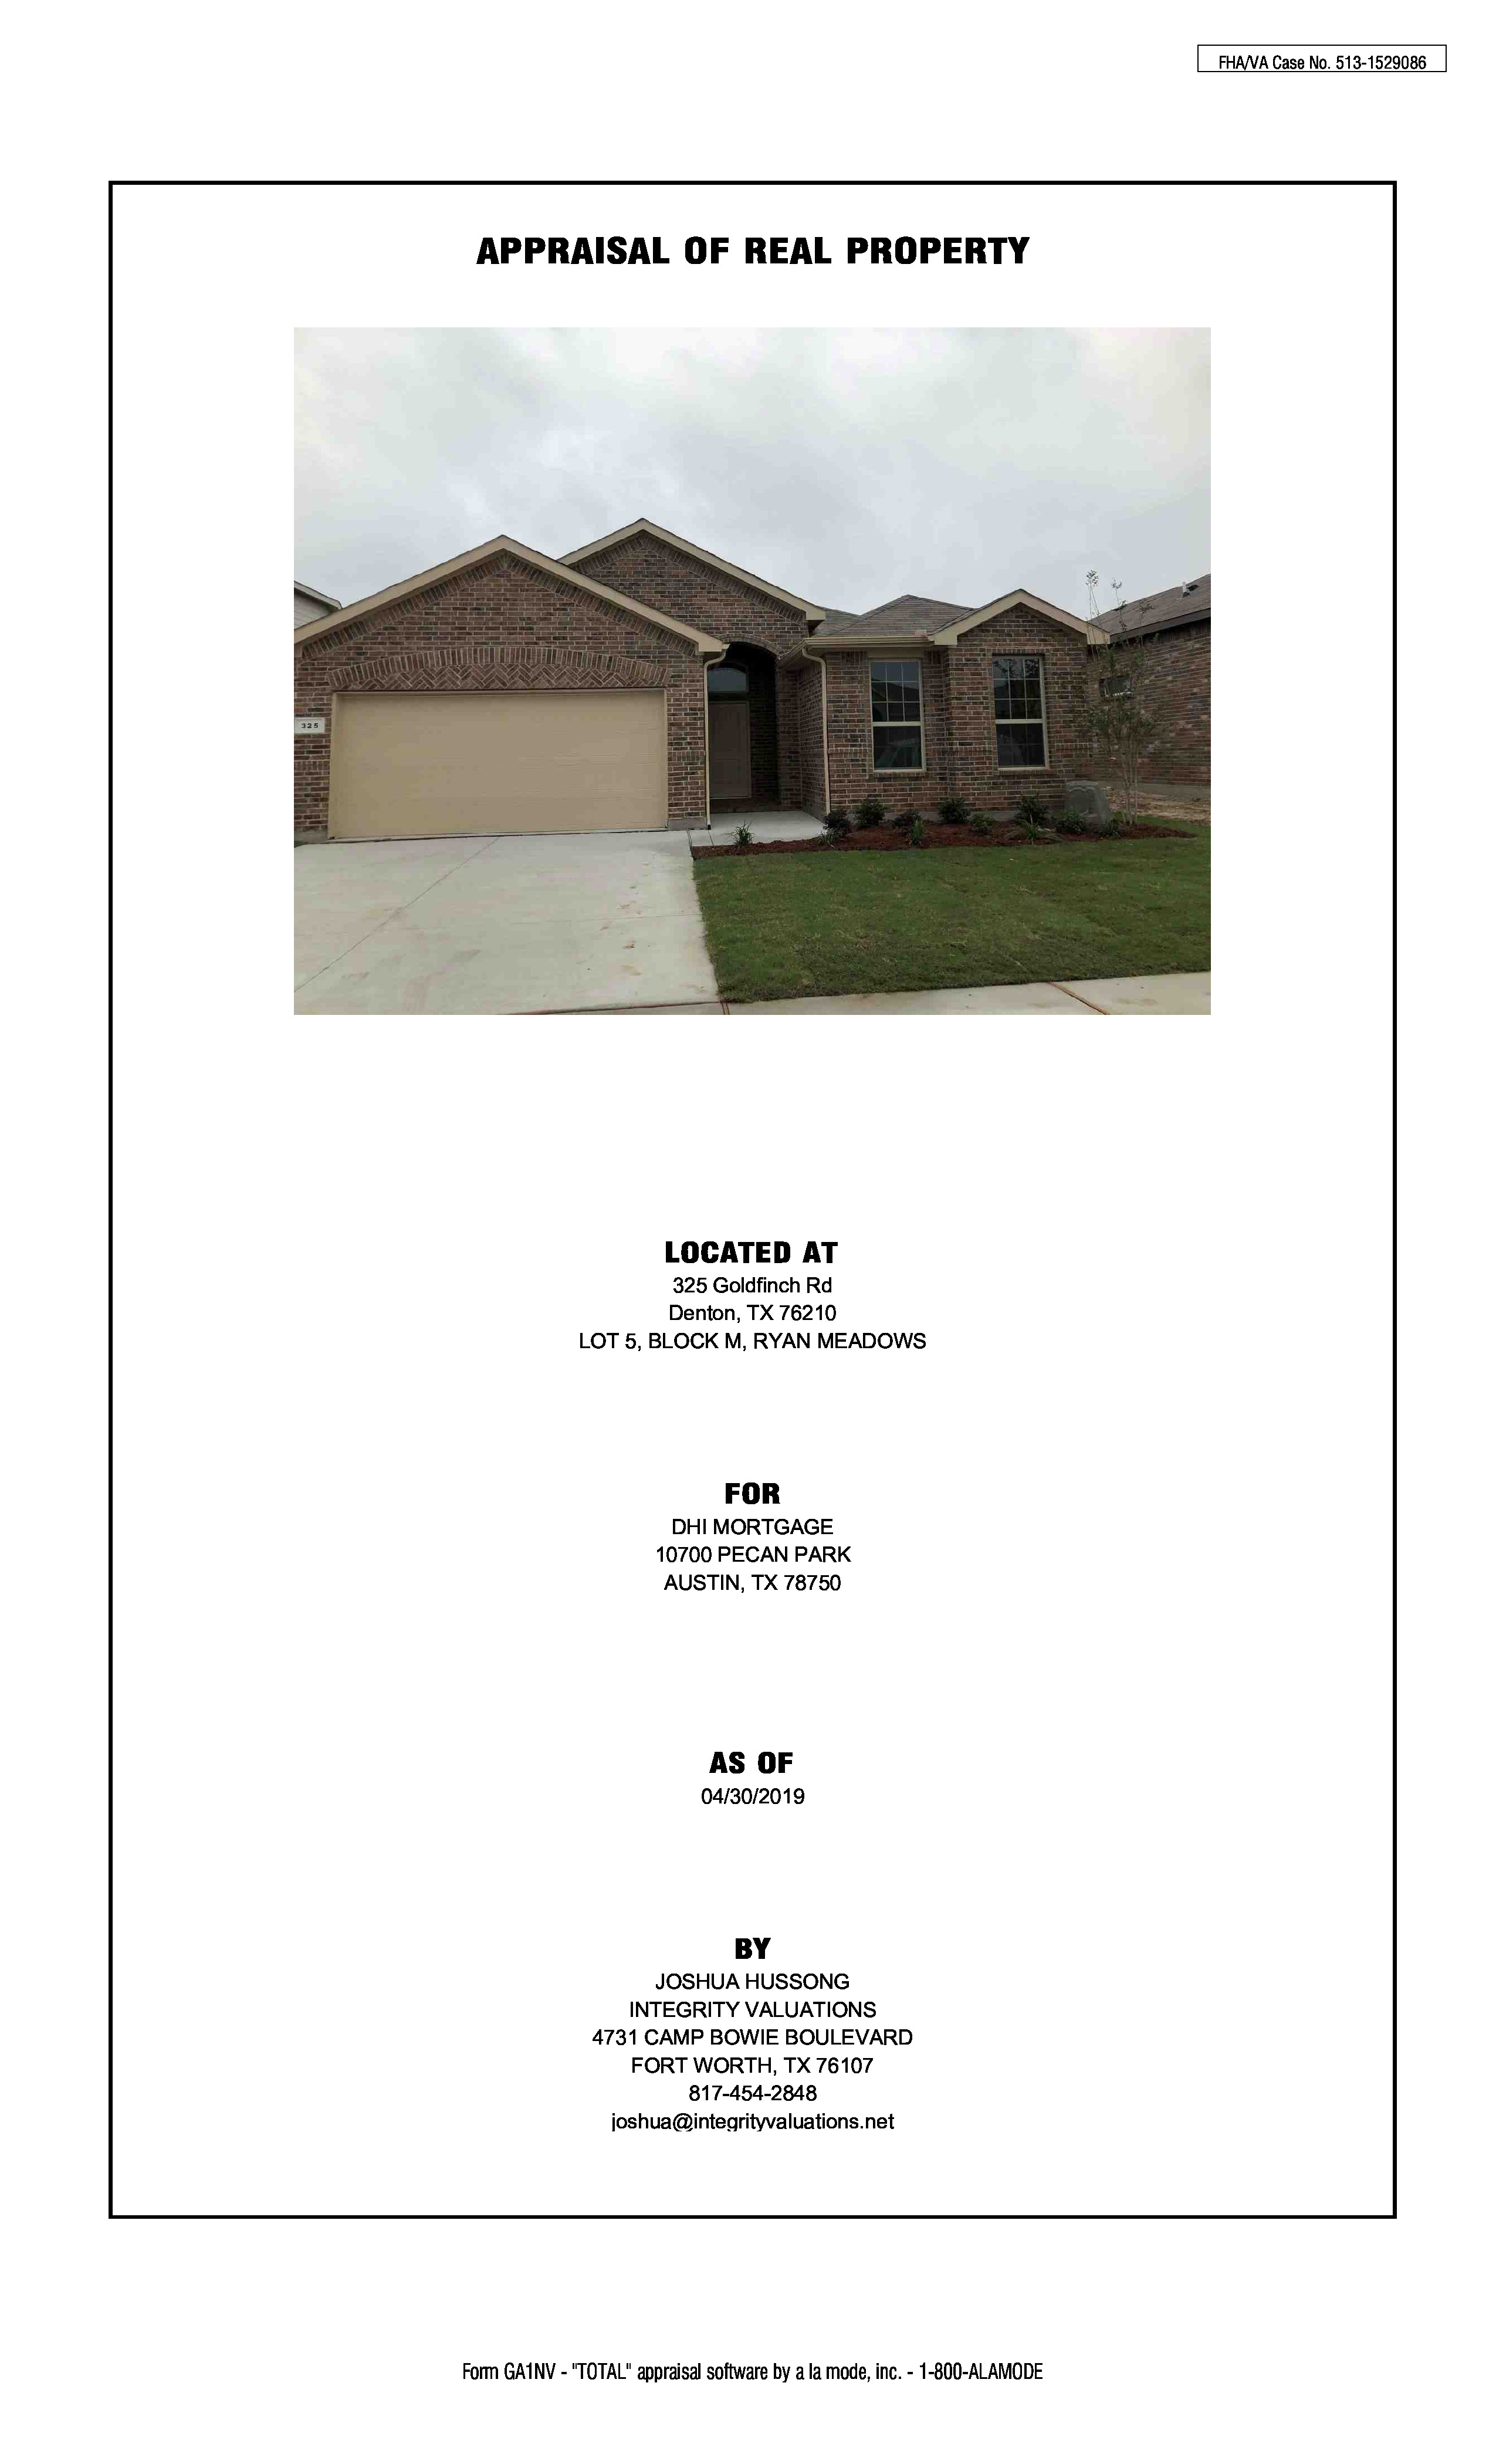 FHA/VA Case No. 513-1529086
APPRAISAL OF REAL PROPERTY
325
LOCATED AT
325 Goldfinch Rd
Denton, TX 76210
LOT 5, BLOCK M, RYAN MEADOWS
FOR
DHI MORTGAGE
10700 PECAN PARK
AUSTIN, TX 78750
AS OF
04/30/2019
BY
JOSHUA HUSSONG
INTEGRITY VALUATIONS
4731 CAMP BOWIE BOULEVARD
FORT WORTH, TX 76107
817-454-2848
joshua@integrityvaluations.net
Form GA1NV - "TOTAL" appraisal software by a la mode, inc. - 1-800-ALAMODE